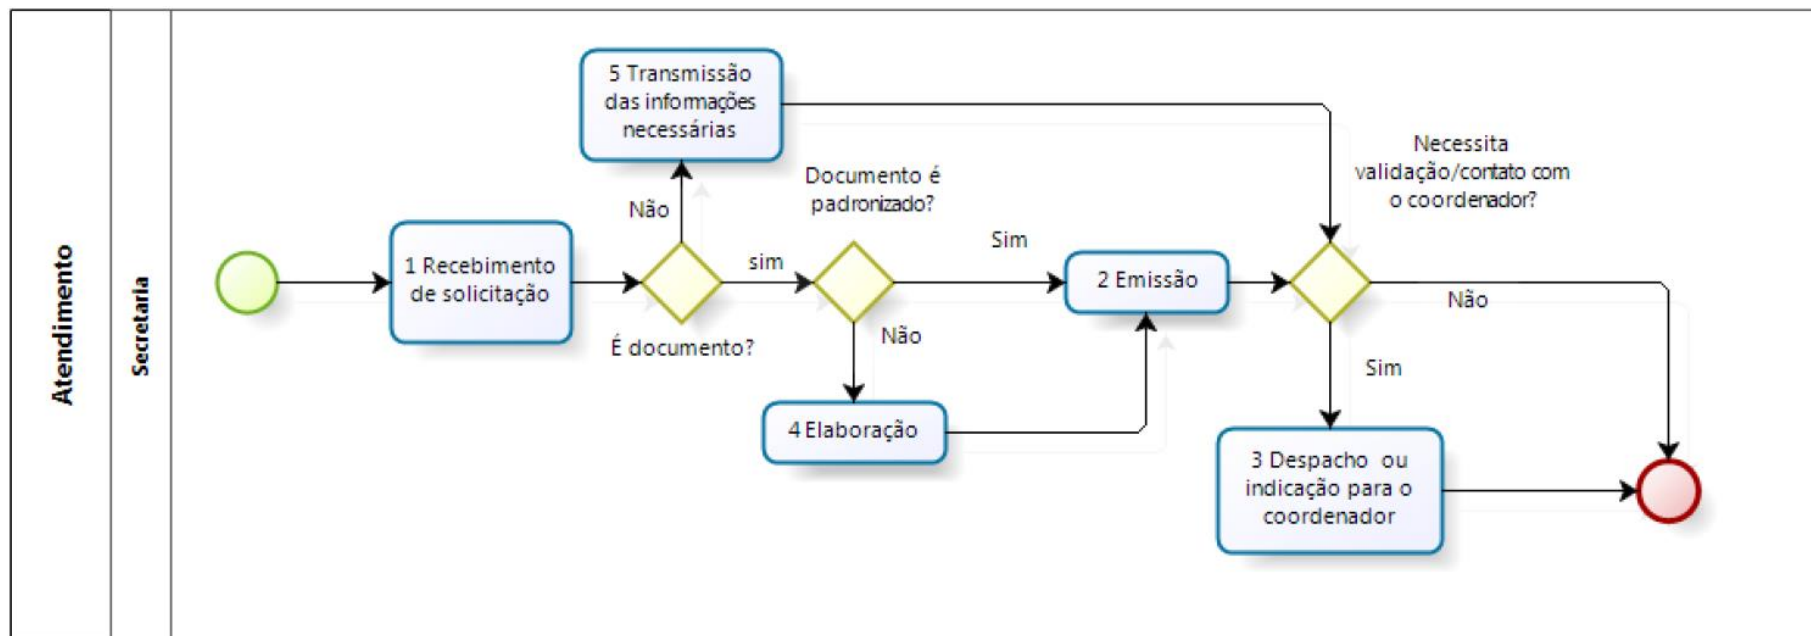 Atendimento
Secretaria
5 Transmissão
das informações
necessárias
Não
Documento é
padronizado?
Necessita
validação/contato com
o coordenador?
1 Recebimento
de solicitação
sim
Sim
2 Emissão
Não
É documento?
Não
Sim
4 Elaboração
3 Despacho ou
indicação para o
coordenador